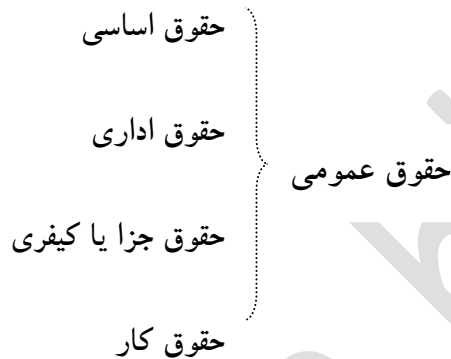 حقوق اساسی
حقوق اداری
حقوق عمومی
حقوق جزا یا کیفری
حقوق کار